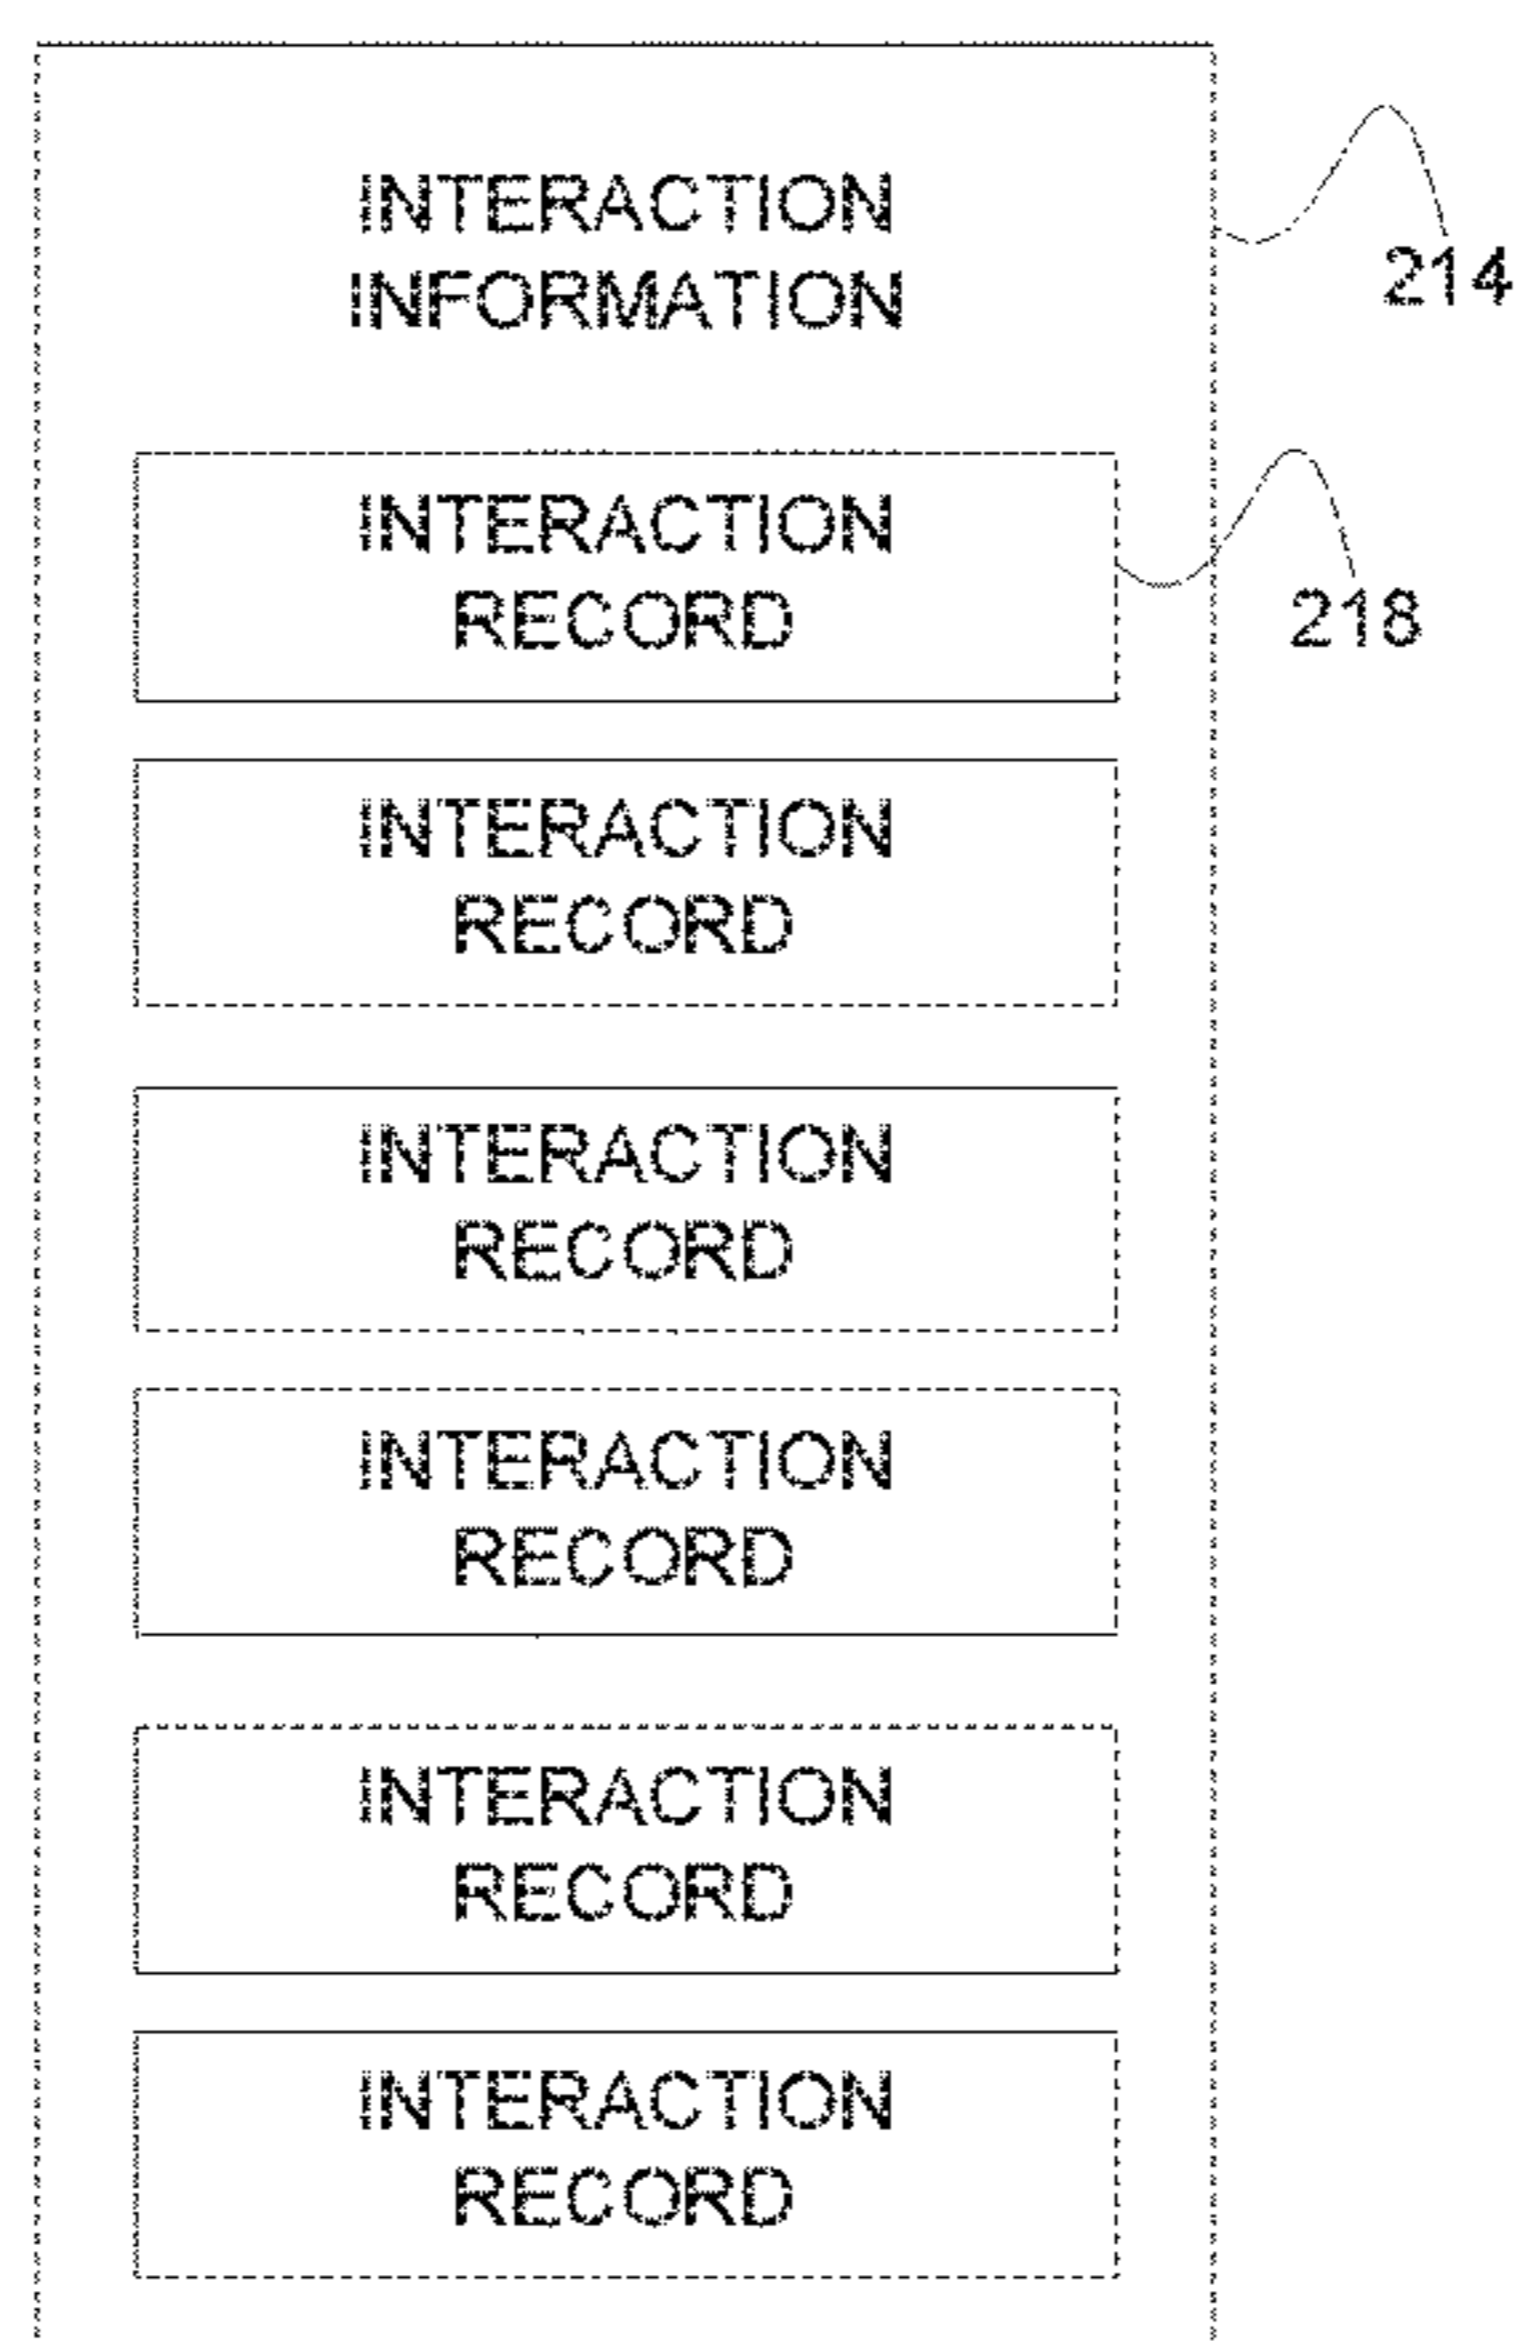 INTERACTION
INFORMATION
214
INTERACTION
RECORD
218
INTERACTION
RECORD
INTERACTION
RECORD
INTERACTION
RECORD
INTERACTION
RECORD
INTERACTION
RECORD